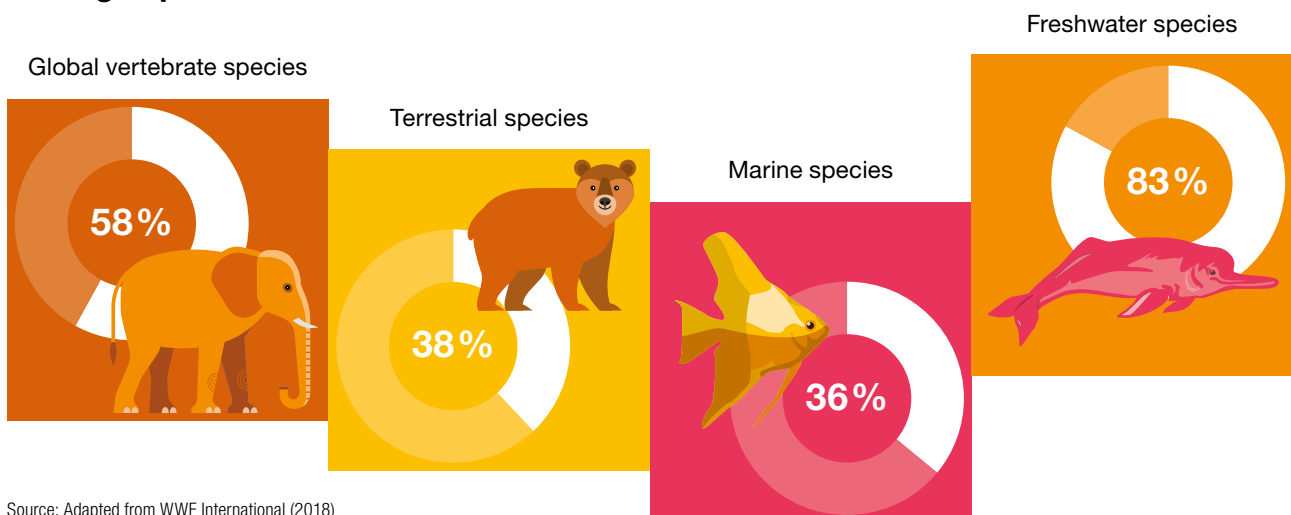 Global vertebrate species
58%
Terrestrial species
38%
Marine species
36%
Freshwater species
83%
Source: Adapted from WWF International (2018)